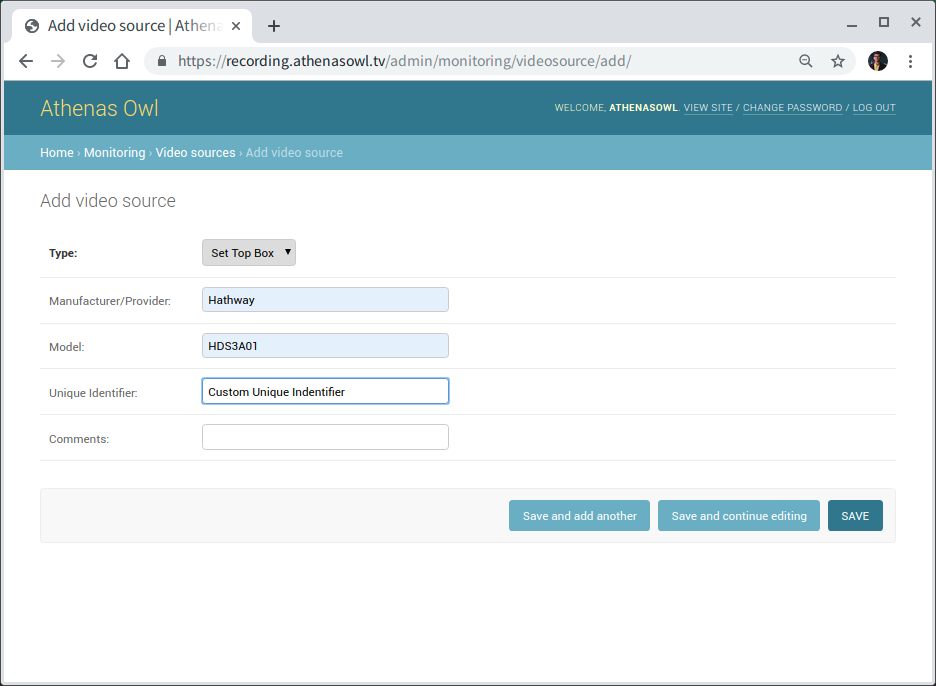 Add video source | Athena
https://recording.athenasowl.tv/admin/monitoring/videosource/add/
Athenas Owl
WELCOME, ATHENASOWL. VIEW SITE / CHANGE PASSWORD / LOG OUT
Home › Monitoring › Video sources › Add video source
Add video source
Type: Set Top Box
Manufacturer/Provider: Hathway
Model: HDS3A01
Unique Identifier: Custom Unique Indentifier
Comments:
Save and add another Save and continue editing SAVE